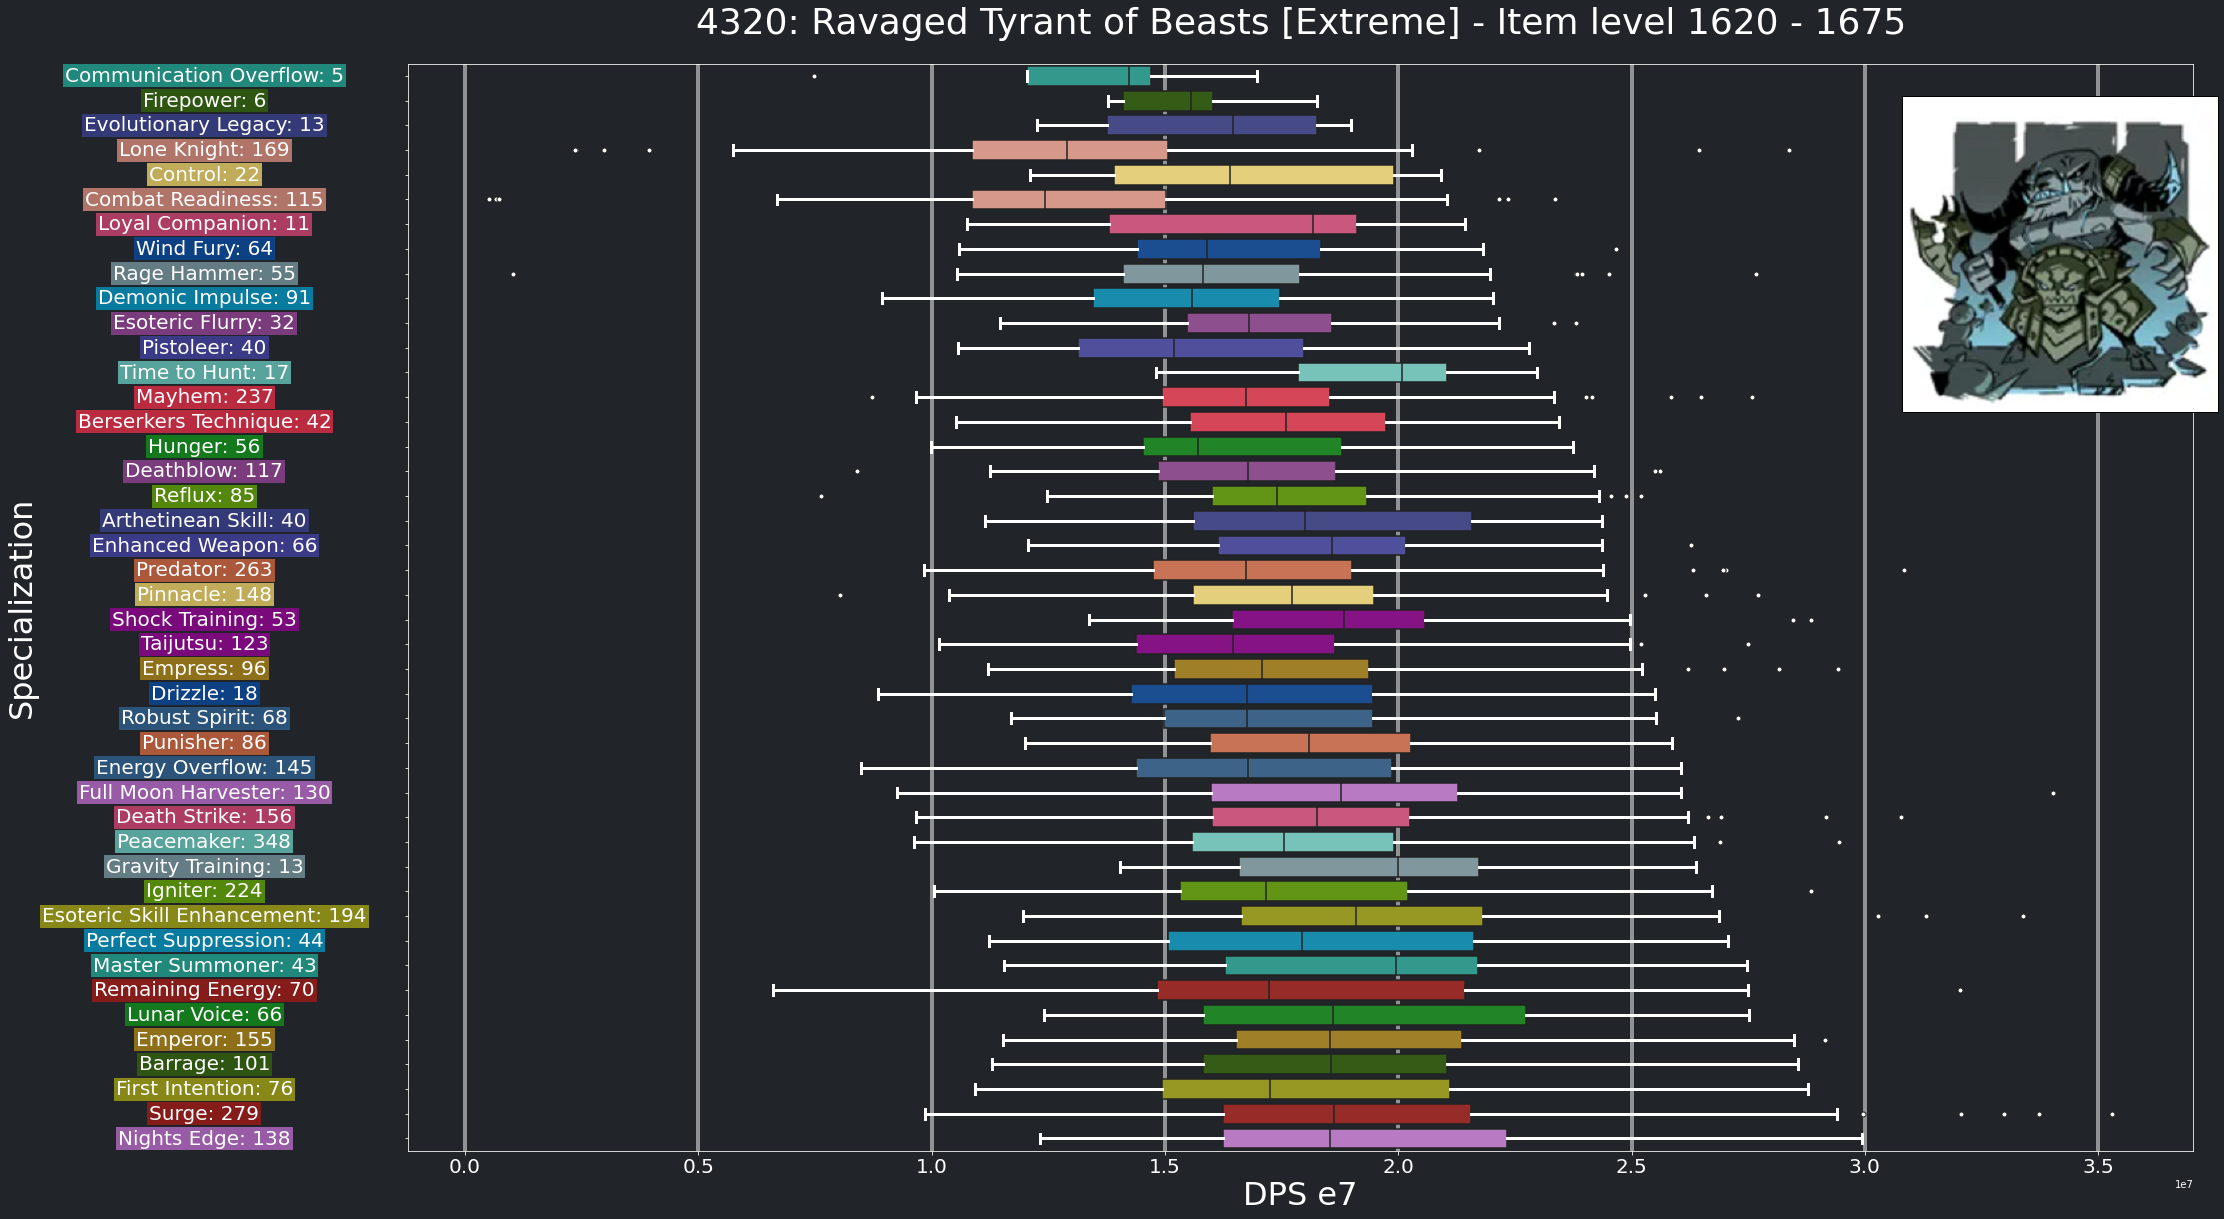 4320: Ravaged Tyrant of Beasts [Extreme] - Item level 1620 - 1675
Specialization
Communication Overflow: 5
Firepower: 6
Evolutionary Legacy: 13
Lone Knight: 169
Control: 22
Combat Readiness: 115
Loyal Companion: 11
Wind Fury: 64
Rage Hammer: 55
Demonic Impulse: 91
Esoteric Flurry: 32
Pistoleer: 40
Time to Hunt: 17
Mayhem: 237
Berserkers Technique: 42
Hunger: 56
Deathblow: 117
Reflux: 85
Arthetinean Skill: 40
Enhanced Weapon: 66
Predator: 263
Pinnacle: 148
Shock Training: 53
Taijutsu: 123
Empress: 96
Drizzle: 18
Robust Spirit: 68
Punisher: 86
Energy Overflow: 145
Full Moon Harvester: 130
Death Strike: 156
Peacemaker: 348
Gravity Training: 13
Igniter: 224
Esoteric Skill Enhancement: 194
Perfect Suppression: 44
Master Summoner: 43
Remaining Energy: 70
Lunar Voice: 66
Emperor: 155
Barrage: 101
First Intention: 76
Surge: 279
Nights Edge: 138
0.0 0.5 1.0 1.5 2.0 2.5 3.0 3.5
1e7
DPS e7